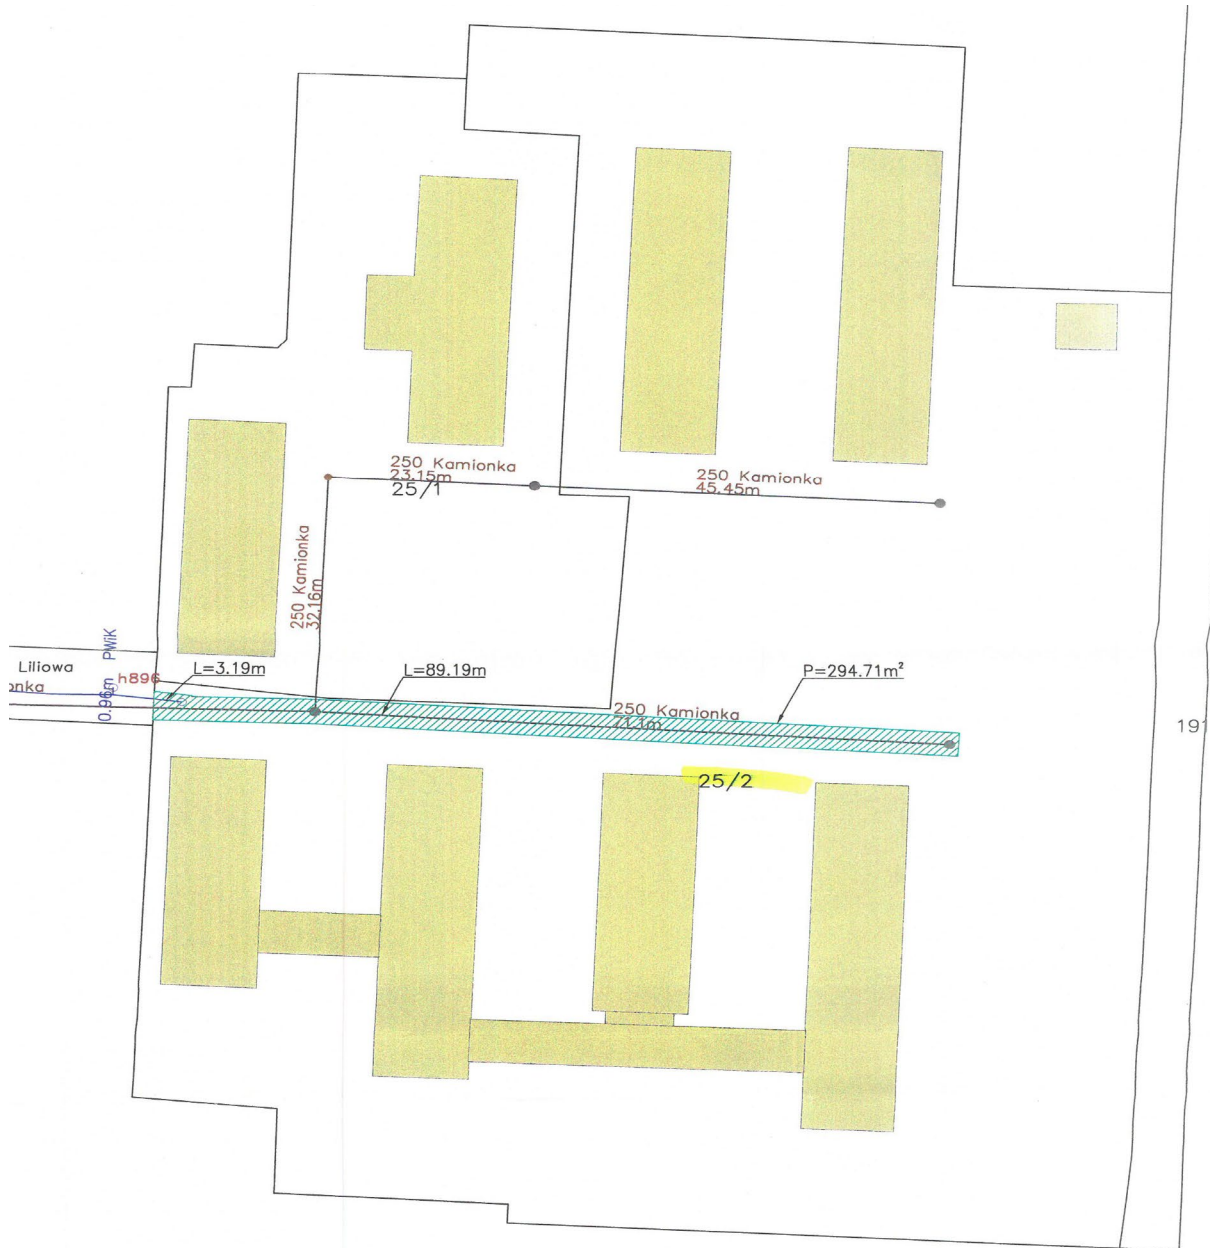 250 Kamionka
23.15m
25/1
250 Kamionka
45.45m
250 Kamionka
32.16m
PWiK
0.96m
Liliowa
onka
h896
L=3.19m
L=89.19m
P=294.71m²
250 Kamionka
71.1m
25/2
191